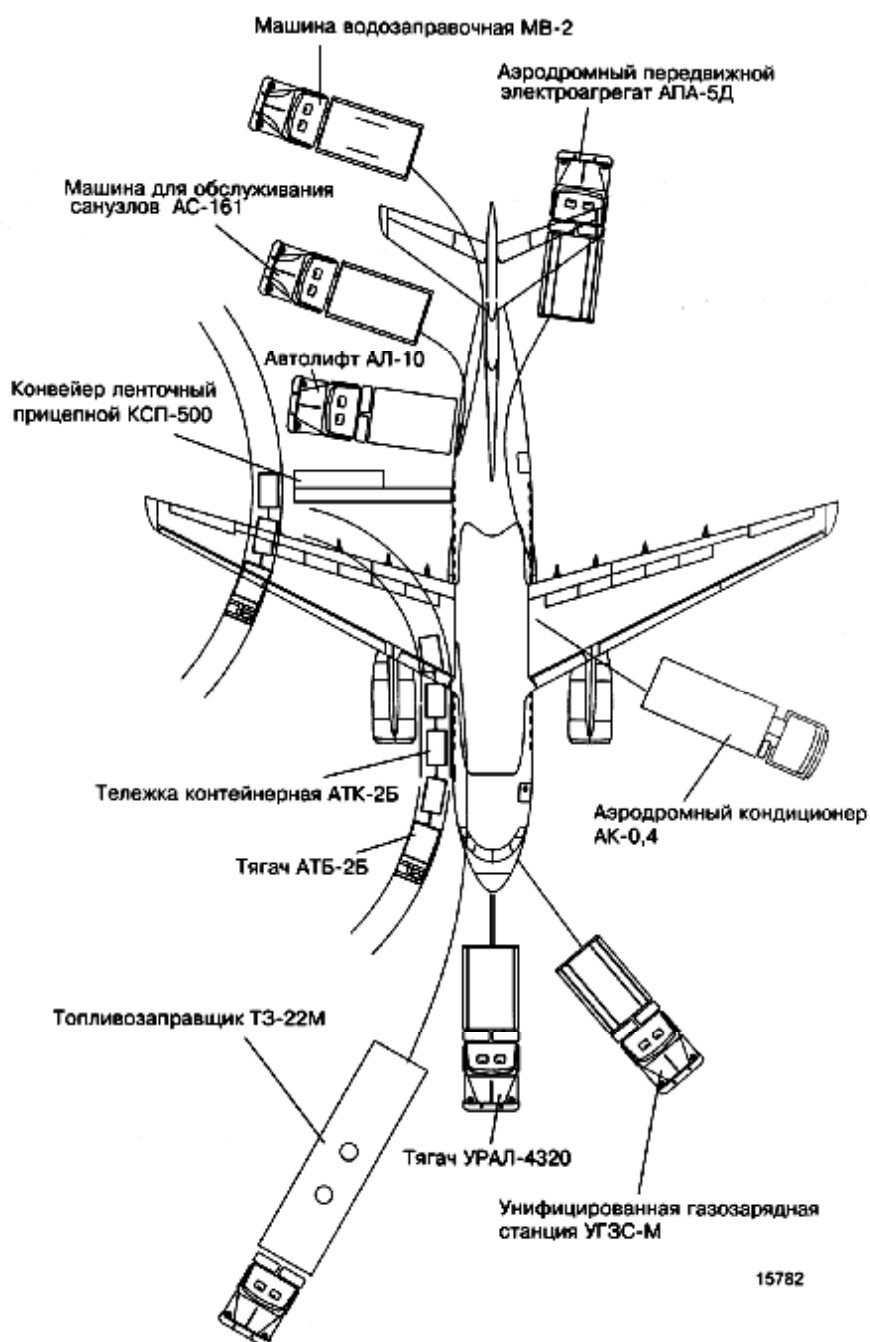 Машина водозаправочная МВ-2
Аэродромный передвижной
электроагрегат АПА-5Д
Машина для обслуживания
санузлов АС-161
Автолифт АЛ-10
Конвейер ленточный
прицепной КСП-500
Тележка контейнерная АТК-2Б
Аэродромный кондиционер
АК-0,4
Тягач АТБ-2Б
Топливозаправщик ТЗ-22М
Тягач УРАЛ-4320
Унифицированная газозарядная
станция УГЗС-М
15782